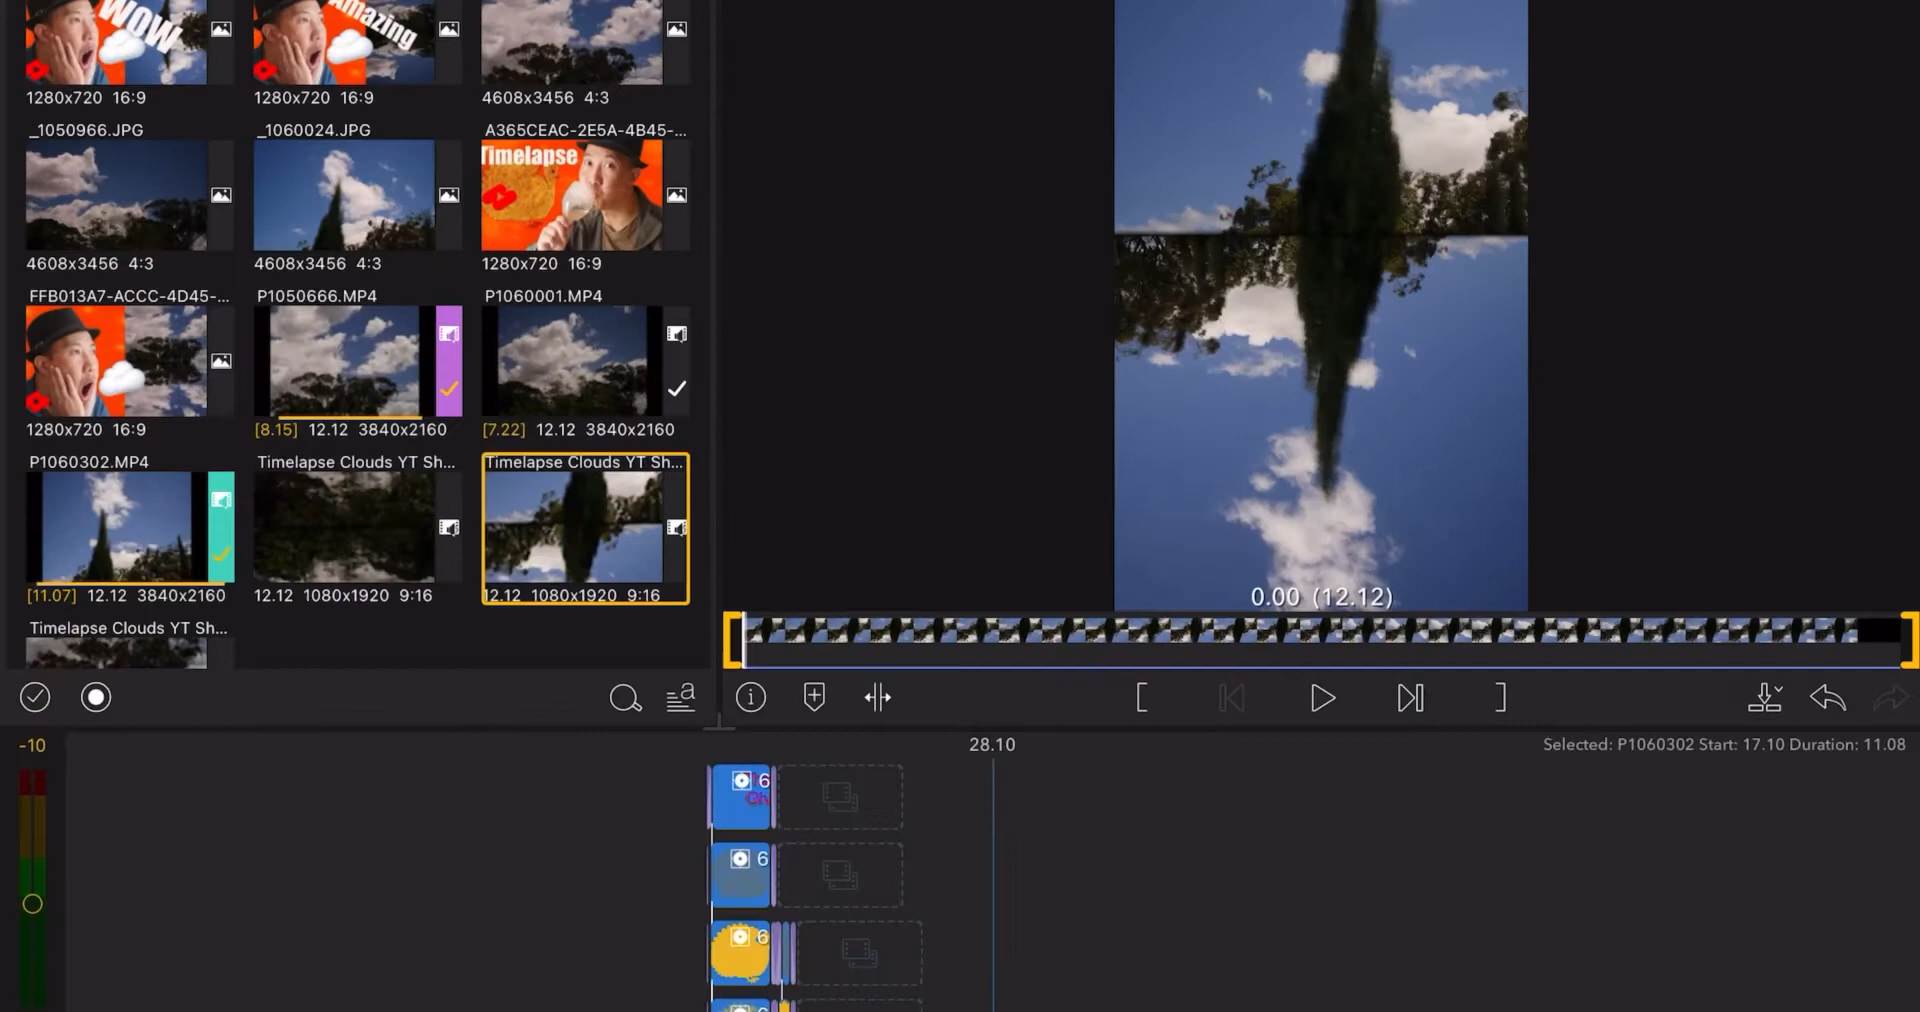 WOW
Amazing
1280x720 16:9
1280x720 16:9
4608x3456 4:3
_1050966.JPG
_1060024.JPG
A365CEAC-2E5A-4B45-...
Timelapse
4608x3456 4:3
4608x3456 4:3
1280x720 16:9
FFB013A7-ACCC-4D45-...
P1050666.MP4
P1060001.MP4
1280x720 16:9
[8.15] 12.12 3840x2160
[7.22] 12.12 3840x2160
P1060302.MP4
Timelapse Clouds YT Sh...
Timelapse Clouds YT Sh...
[11.07] 12.12 3840x2160
12.12 1080x1920 9:16
12.12 1080x1920 9:16
0.00 (12.12)
Timelapse Clouds YT Sh...
-10
28.10
Selected: P1060302 Start: 17.10 Duration: 11.08
6
6
6